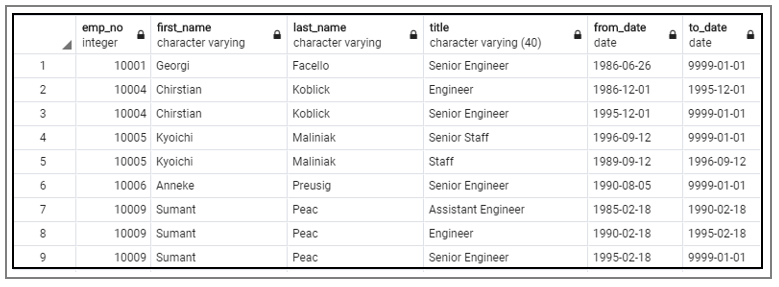 emp_no first_name last_name title from_date to_date
integer character varying character varying character varying (40) date date
1 10001 Georgi Facello Senior Engineer 1986-06-26 9999-01-01
2 10004 Chirstian Koblick Engineer 1986-12-01 1995-12-01
3 10004 Chirstian Koblick Senior Engineer 1995-12-01 9999-01-01
4 10005 Kyoichi Maliniak Senior Staff 1996-09-12 9999-01-01
5 10005 Kyoichi Maliniak Staff 1989-09-12 1996-09-12
6 10006 Anneke Preusig Senior Engineer 1990-08-05 9999-01-01
7 10009 Sumant Peac Assistant Engineer 1985-02-18 1990-02-18
8 10009 Sumant Peac Engineer 1990-02-18 1995-02-18
9 10009 Sumant Peac Senior Engineer 1995-02-18 9999-01-01